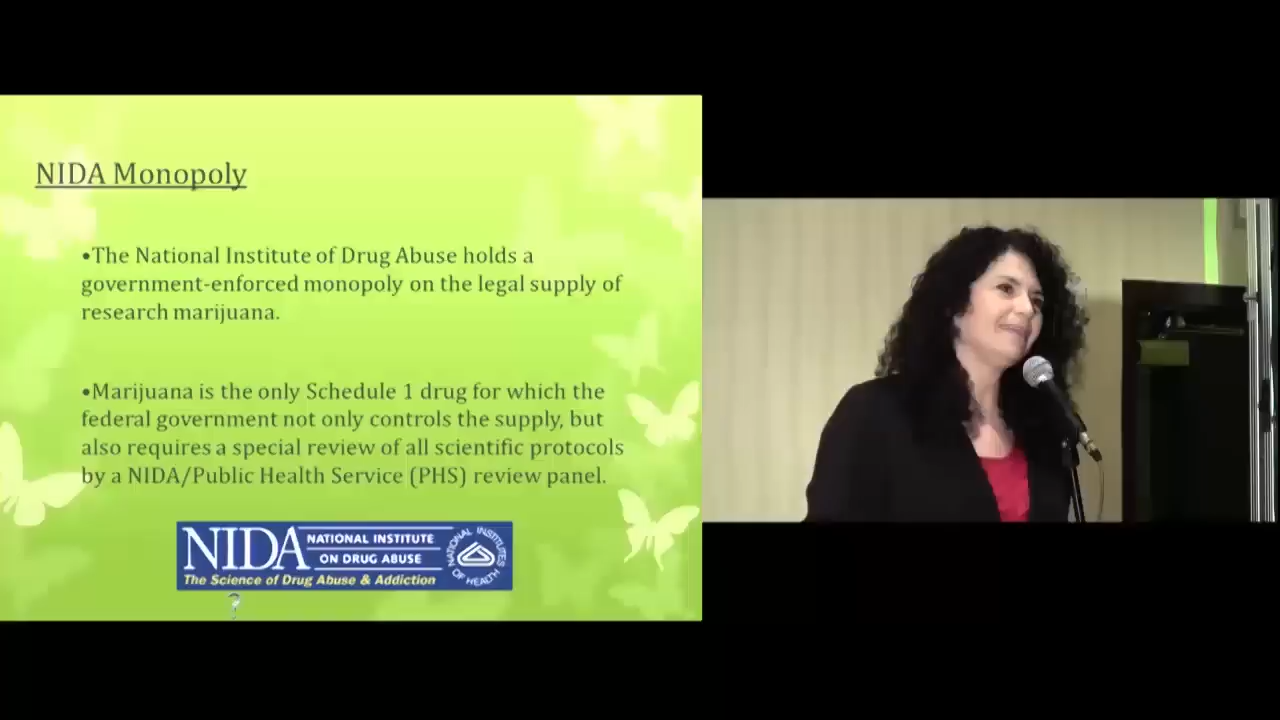 NIDA Monopoly
•The National Institute of Drug Abuse holds a
government-enforced monopoly on the legal supply of
research marijuana.
•Marijuana is the only Schedule 1 drug for which the
federal government not only controls the supply, but
also requires a special review of all scientific protocols
by a NIDA/Public Health Service (PHS) review panel.
NIDA NATIONAL INSTITUTE
ON DRUG ABUSE
The Science of Drug Abuse & Addiction
NATIONAL INSTITUTES
OF HEALTH
?